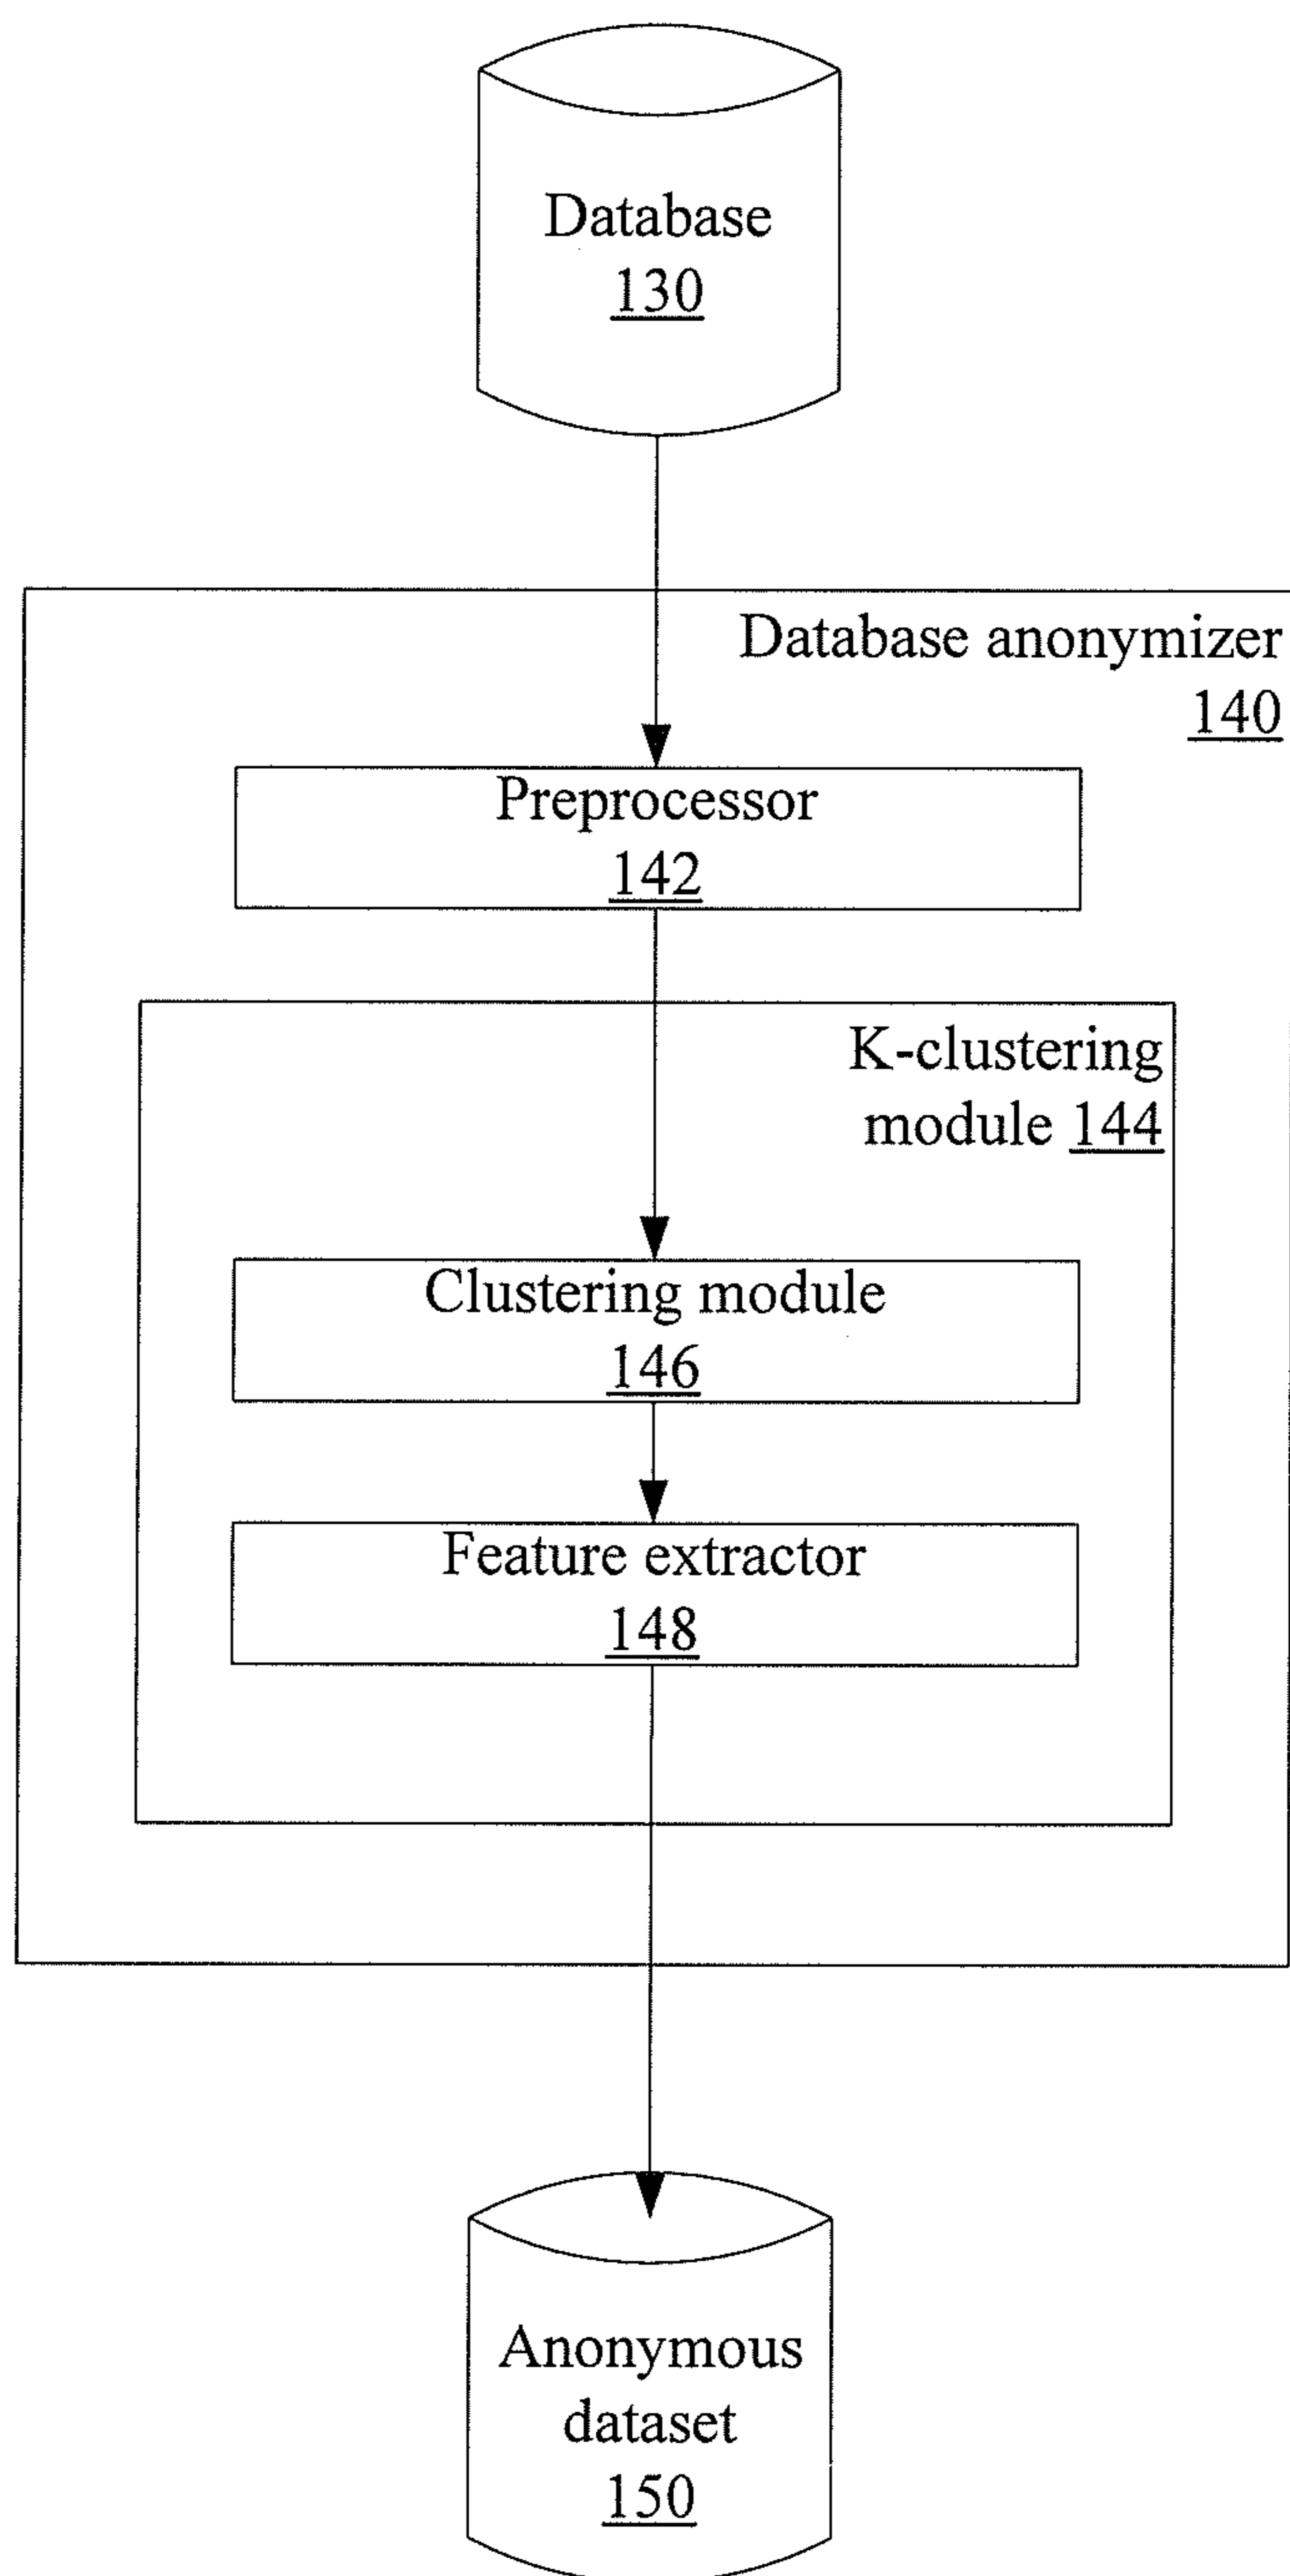 Database
130
Database anonymizer
140
Preprocessor
142
K-clustering
module 144
Clustering module
146
Feature extractor
148
Anonymous
dataset
150